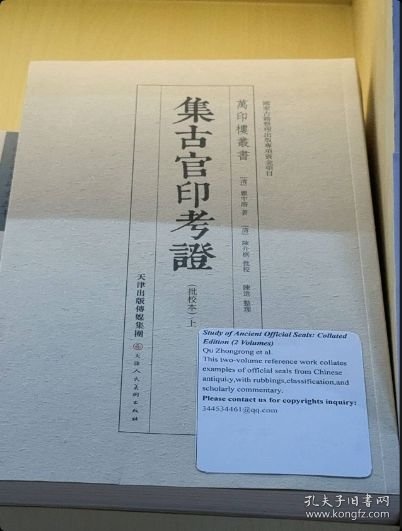 國家古籍整理出版專項資金項目
萬印樓叢書
[清] 瞿中溶 著
[清] 陳介祺 批校
陳進 整理
集古官印考證
(批校本) 上
天津出版傳媒集團
天津人民美術出版社
Study of Ancient Official Seals: Collated
Edition (2 Volumes)
Qu Zhongrong et al.
This two-volume reference work collates
examples of official seals from Chinese
antiquity,with rubbings,classification,and
scholarly commentary.
Please contact us for copyrights inquiry:
344534461@qq.com
孔夫子旧书网
www.kongfz.com